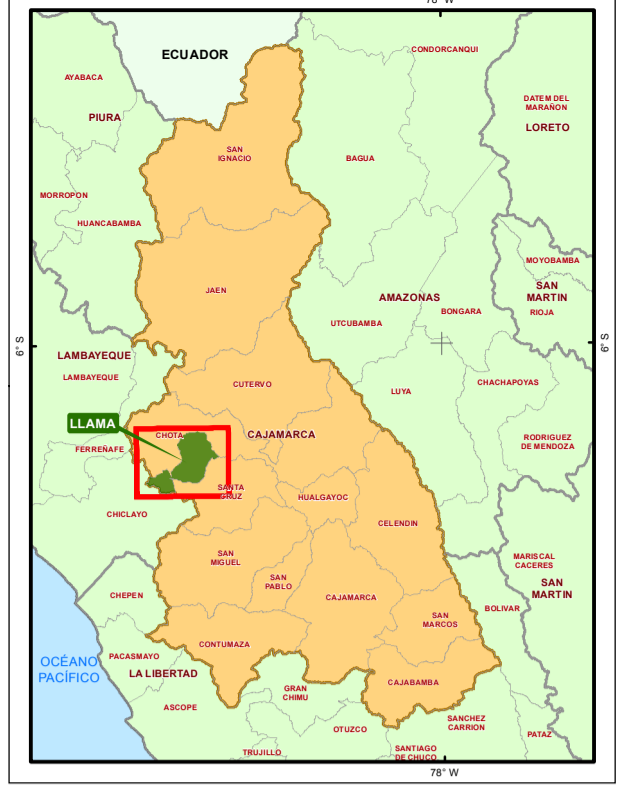 78° W
ECUADOR
CONDORCANQUI
AYABACA
DATEM DEL
MARAÑON
PIURA
LORETO
SAN
IGNACIO
BAGUA
MORROPON
HUANCABAMBA
MOYOBAMBA
JAEN
SAN
MARTIN
AMAZONAS
BONGARA
RIOJA
UTCUBAMBA
6° S
6° S
LAMBAYEQUE
LAMBAYEQUE
CUTERVO
CHACHAPOYAS
LUYA
LLAMA
CHOTA
CAJAMARCA
FERREÑAFE
RODRIGUEZ
DE MENDOZA
SANTA
CRUZ
HUALGAYOC
CHICLAYO
CELENDIN
SAN
MIGUEL
MARISCAL
CACERES
SAN
PABLO
SAN
MARTIN
CHEPEN
CAJAMARCA
BOLIVAR
SAN
MARCOS
CONTUMAZA
PACASMAYO
OCÉANO
PACÍFICO
LA LIBERTAD
CAJABAMBA
GRAN
CHIMU
ASCOPE
SANCHEZ
CARRION
OTUZCO
PATAZ
TRUJILLO
SANTIAGO
DE CHUCO
78° W